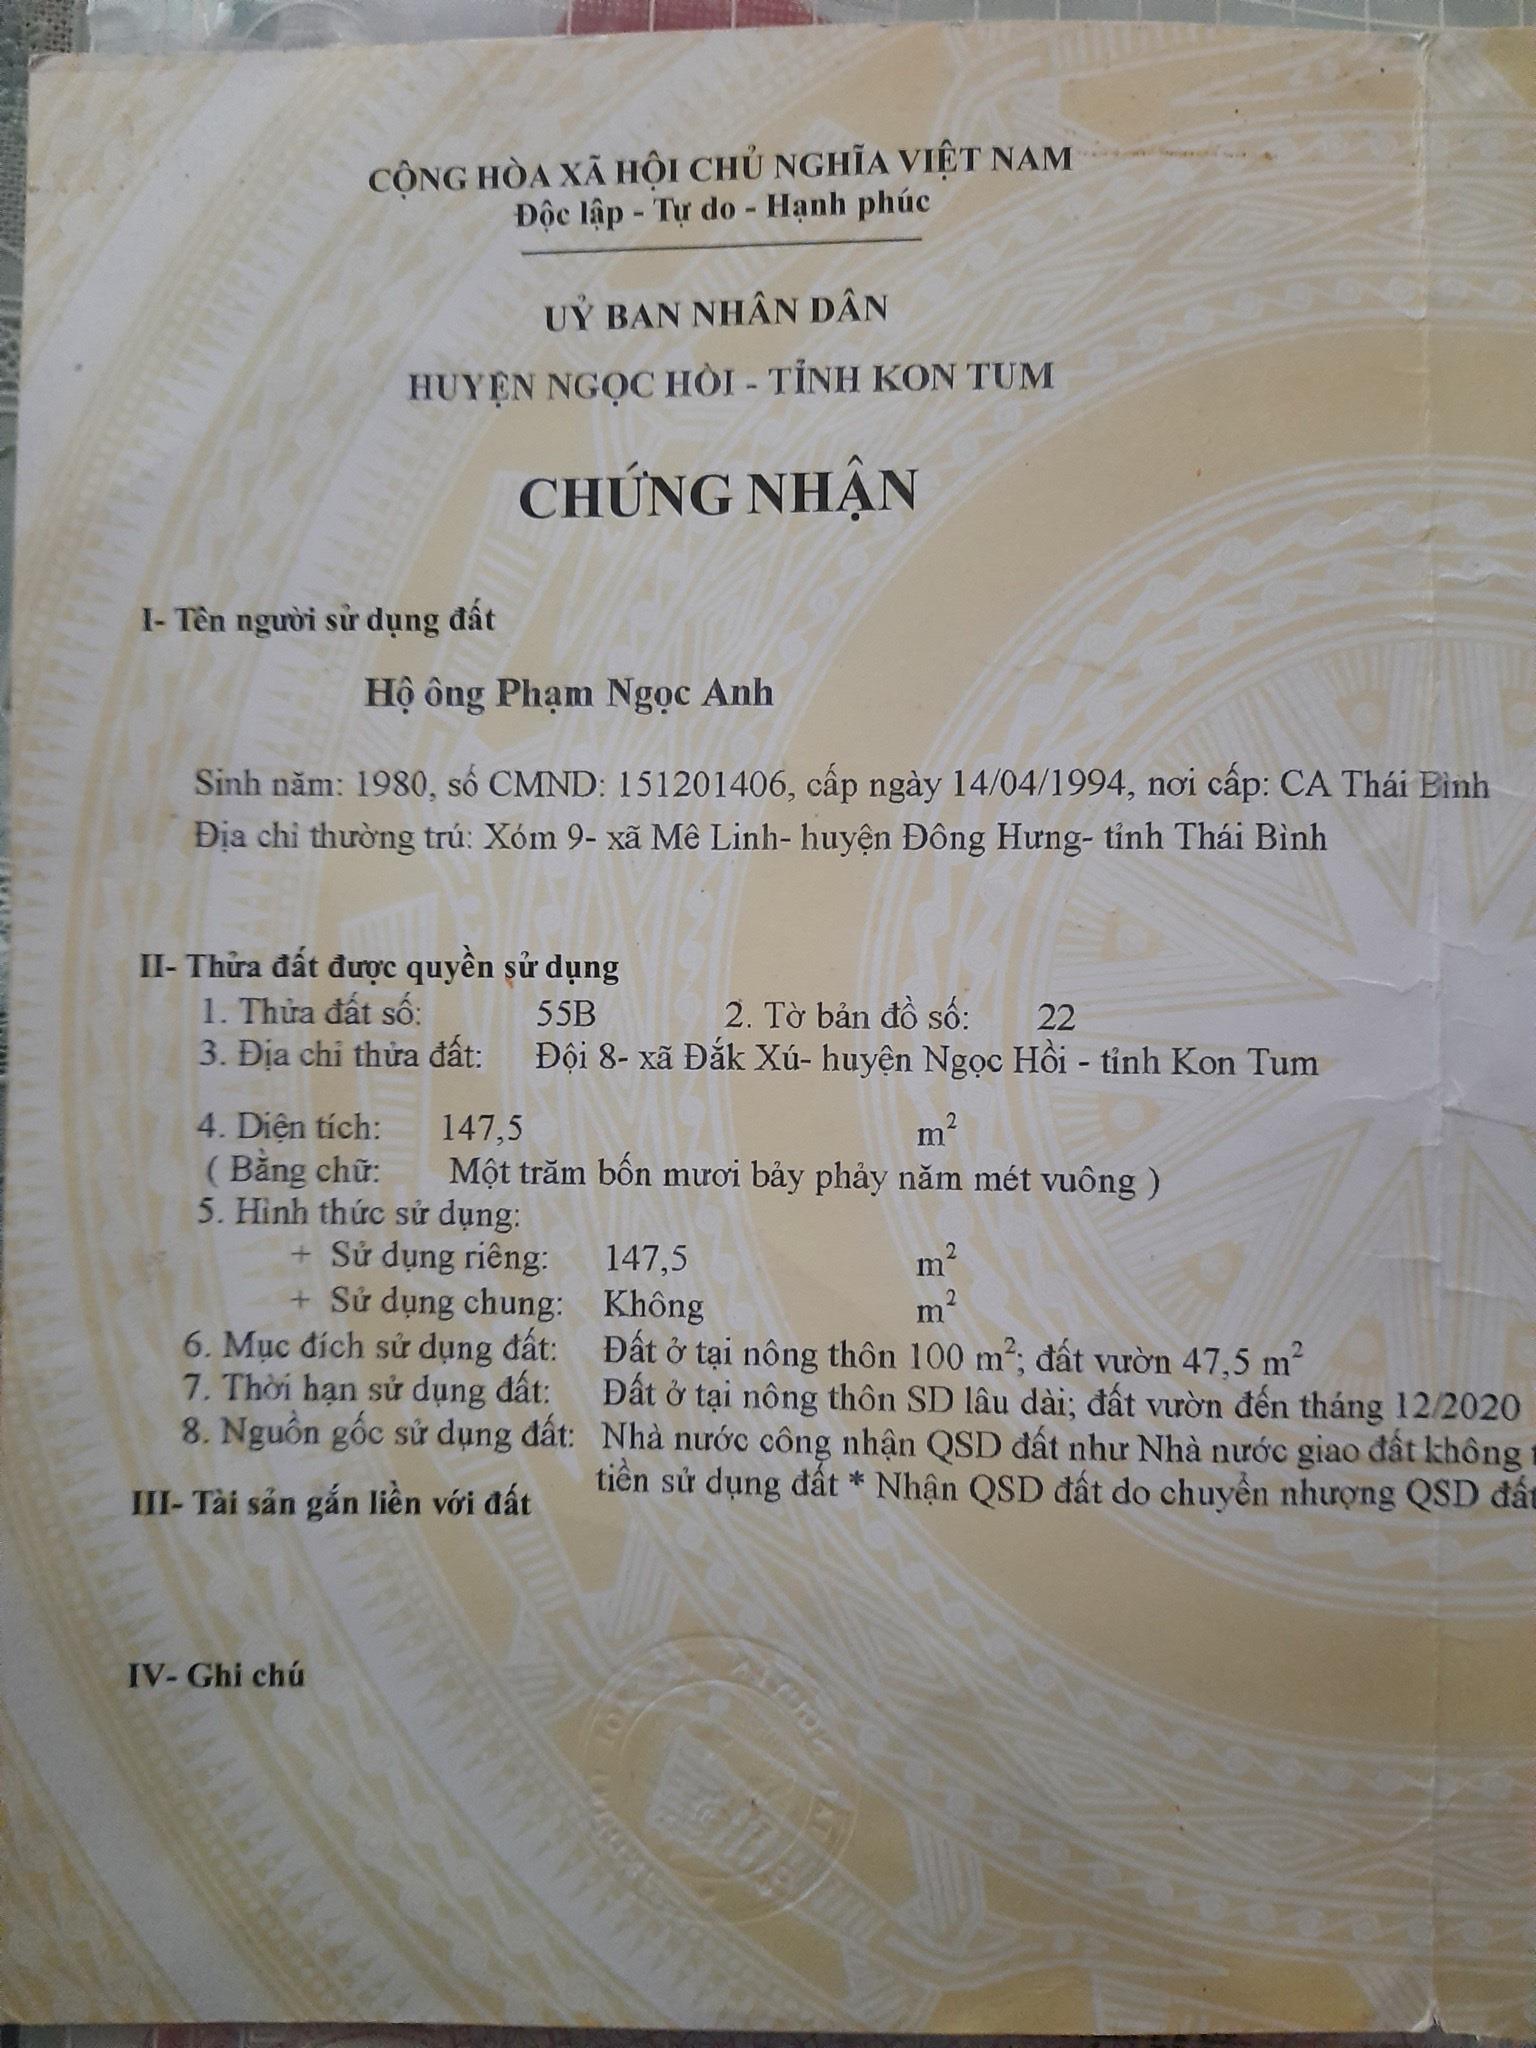 CỘNG HÒA XÃ HỘI CHỦ NGHĨA VIỆT NAM
Độc lập - Tự do - Hạnh phúc
UỶ BAN NHÂN DÂN
HUYỆN NGỌC HỒI - TỈNH KON TUM
CHỨNG NHẬN
I- Tên người sử dụng đất
Hộ ông Phạm Ngọc Anh
Sinh năm: 1980, số CMND: 151201406, cấp ngày 14/04/1994, nơi cấp: CA Thái Bình
Địa chỉ thường trú: Xóm 9- xã Mê Linh- huyện Đông Hưng- tỉnh Thái Bình
II- Thửa đất được quyền sử dụng
1. Thửa đất số: 55B 2. Tờ bản đồ số: 22
3. Địa chỉ thửa đất: Đội 8- xã Đắk Xú- huyện Ngọc Hồi - tỉnh Kon Tum
4. Diện tích: 147,5 m²
( Bằng chữ: Một trăm bốn mươi bảy phảy năm mét vuông )
5. Hình thức sử dụng:
+ Sử dụng riêng: 147,5 m²
+ Sử dụng chung: Không m²
6. Mục đích sử dụng đất: Đất ở tại nông thôn 100 m²; đất vườn 47,5 m²
7. Thời hạn sử dụng đất: Đất ở tại nông thôn SD lâu dài; đất vườn đến tháng 12/2020
8. Nguồn gốc sử dụng đất: Nhà nước công nhận QSD đất như Nhà nước giao đất không
tiền sử dụng đất * Nhận QSD đất do chuyển nhượng QSD đất
III- Tài sản gắn liền với đất
IV- Ghi chú